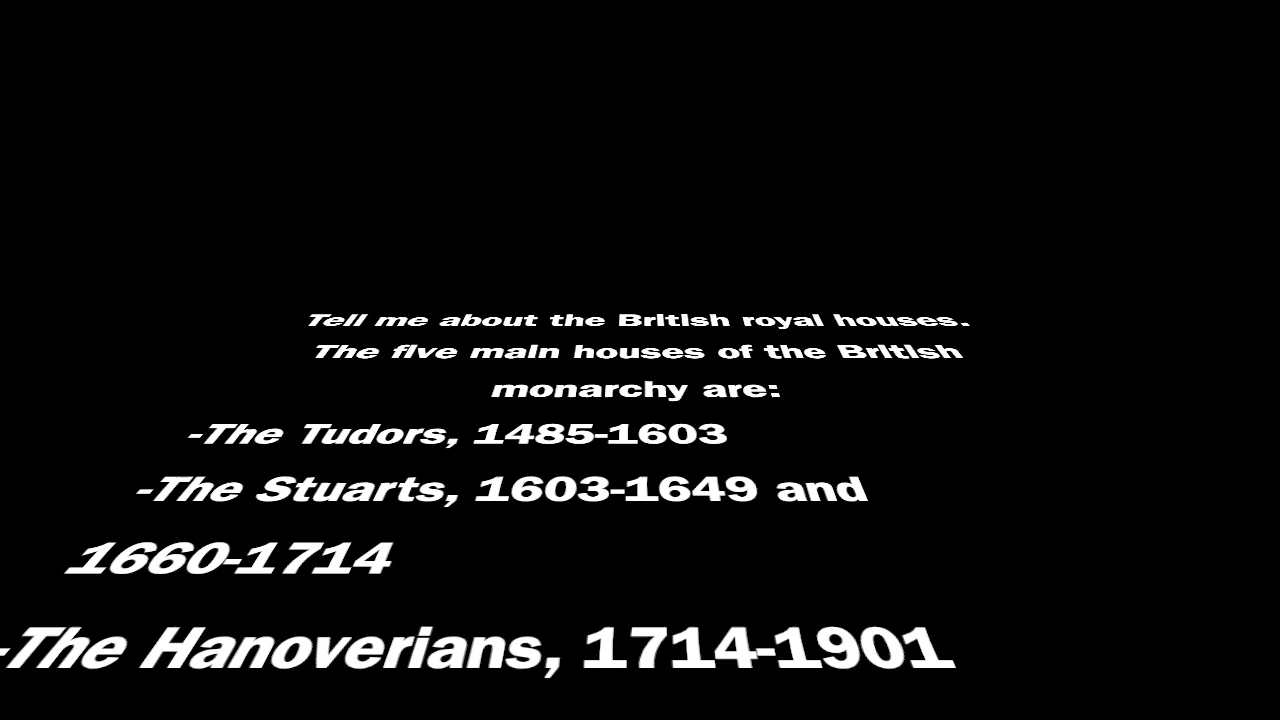 Tell me about the British royal houses.
The five main houses of the British
monarchy are:
-The Tudors, 1485-1603
-The Stuarts, 1603-1649 and
1660-1714
-The Hanoverians, 1714-1901